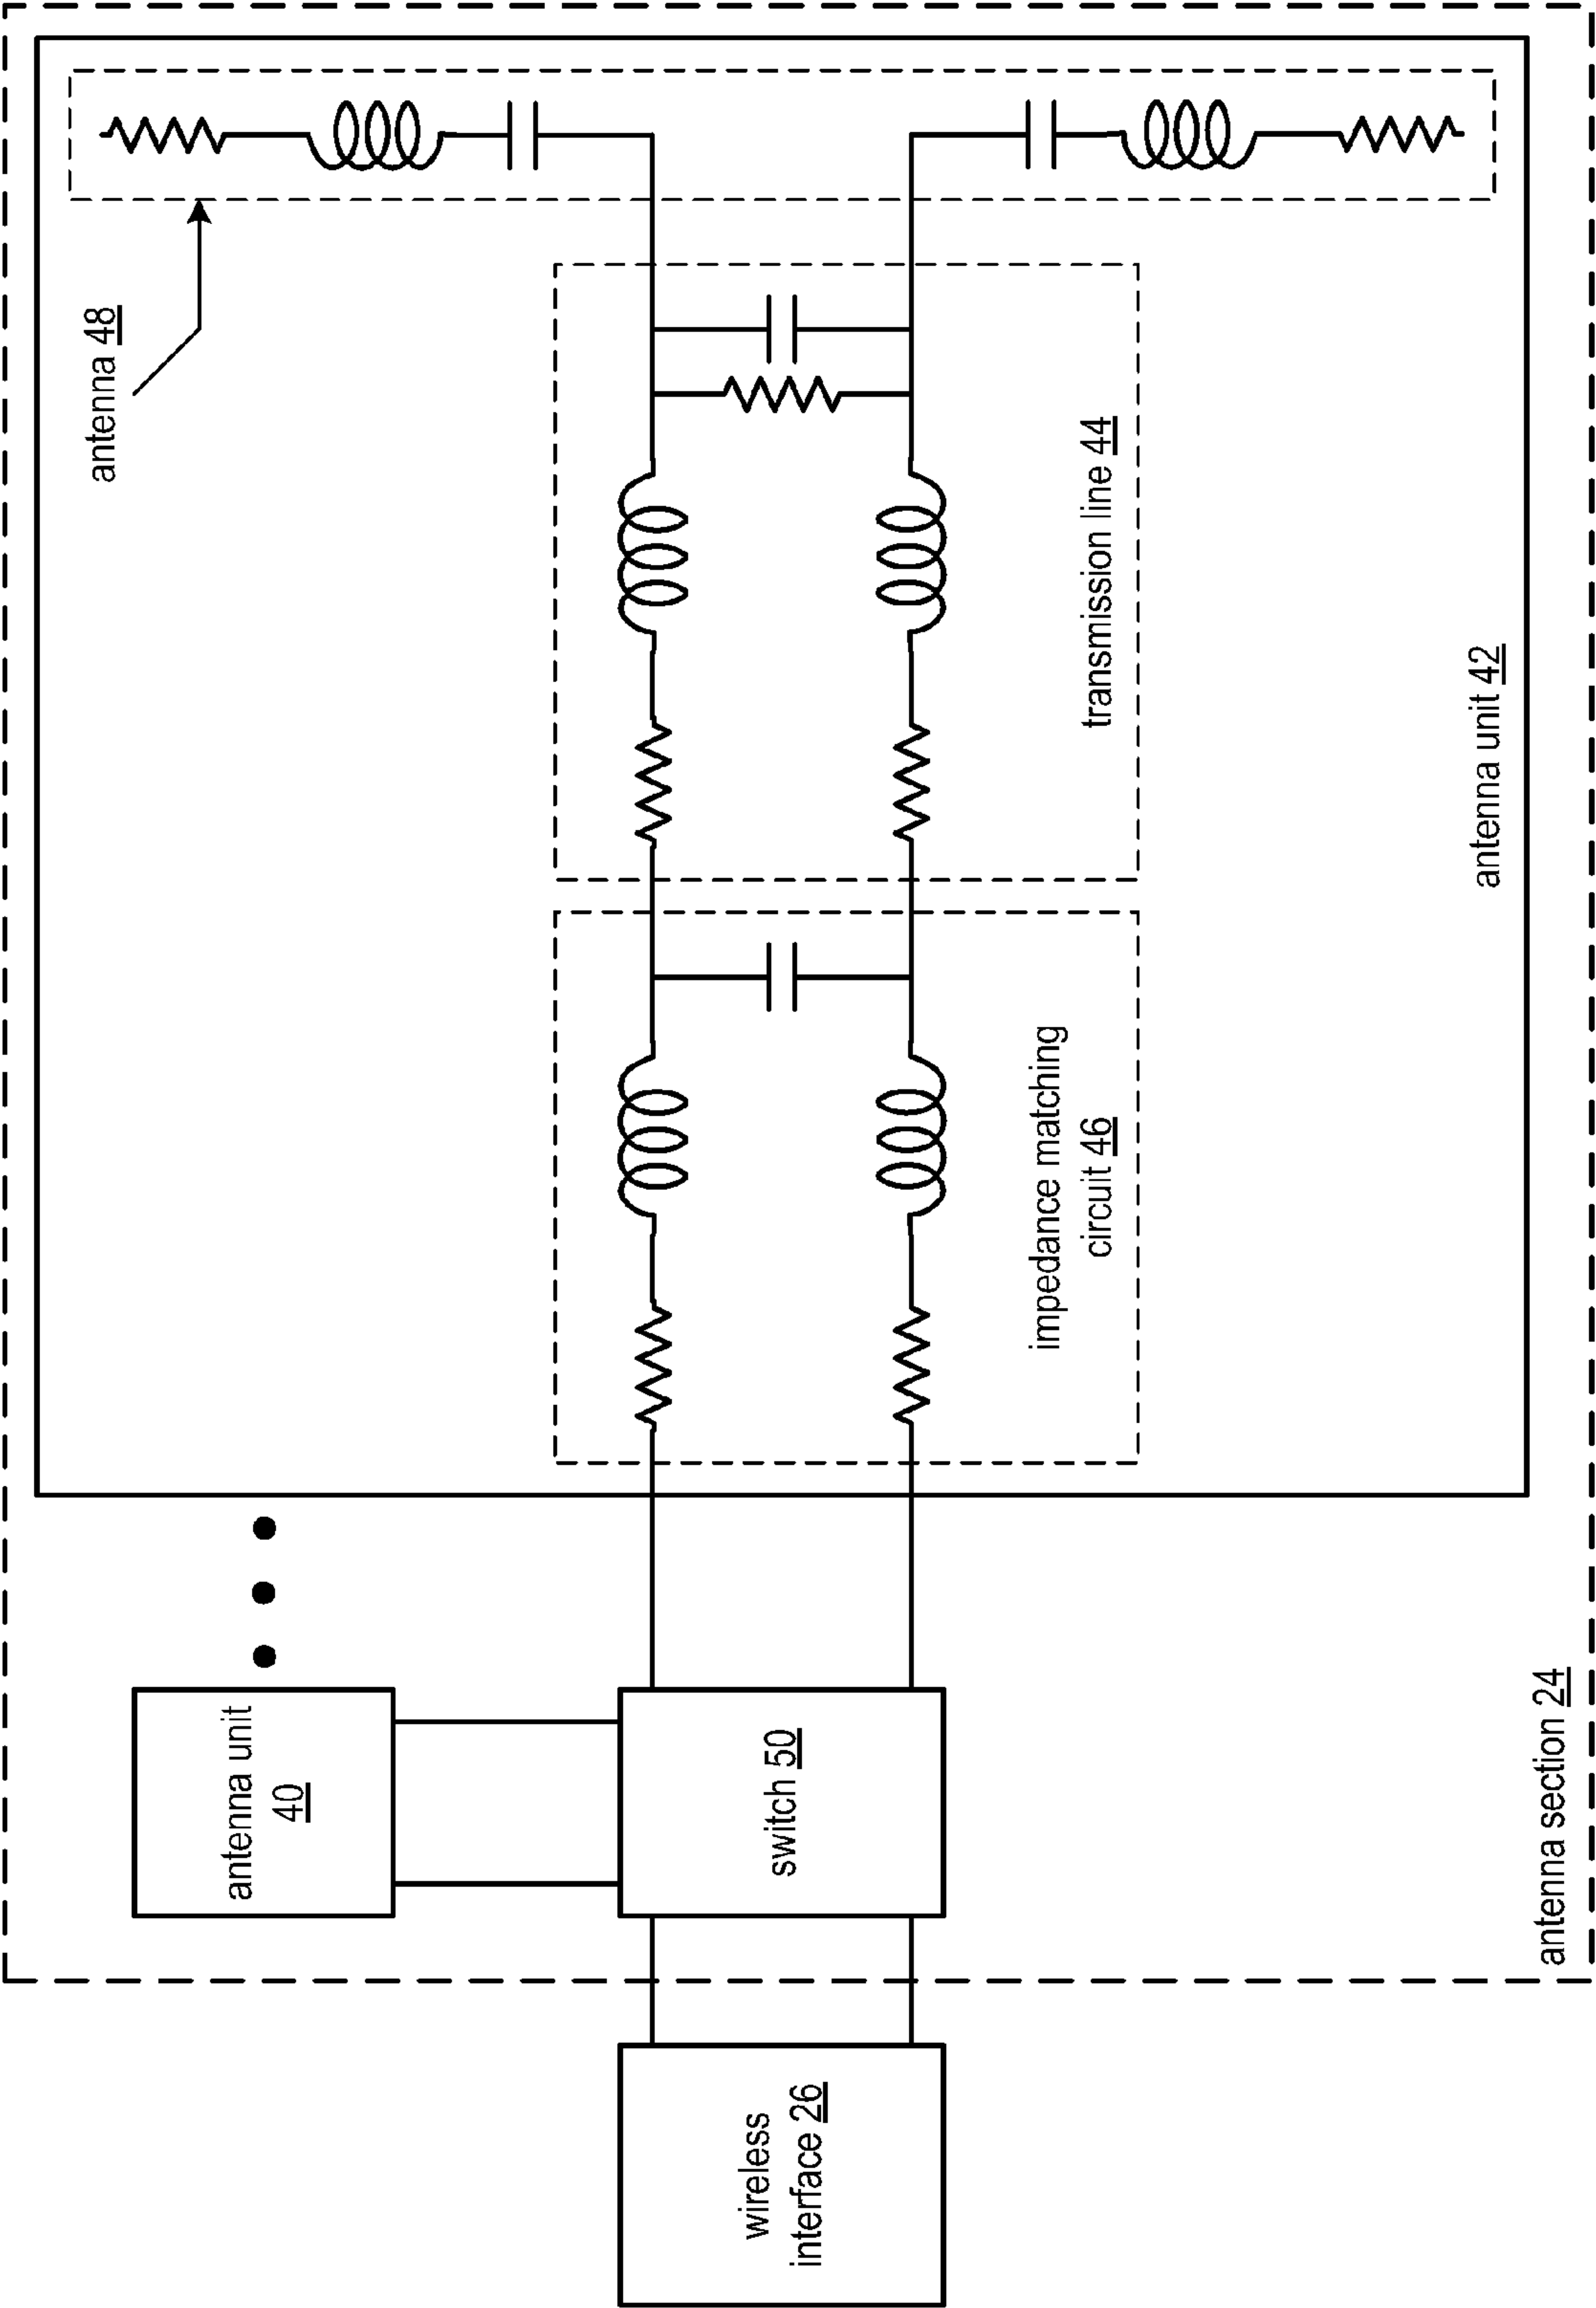 antenna 48
transmission line 44
antenna unit 42
impedance matching
circuit 46
antenna unit
40
switch 50
antenna section 24
wireless
interface 26